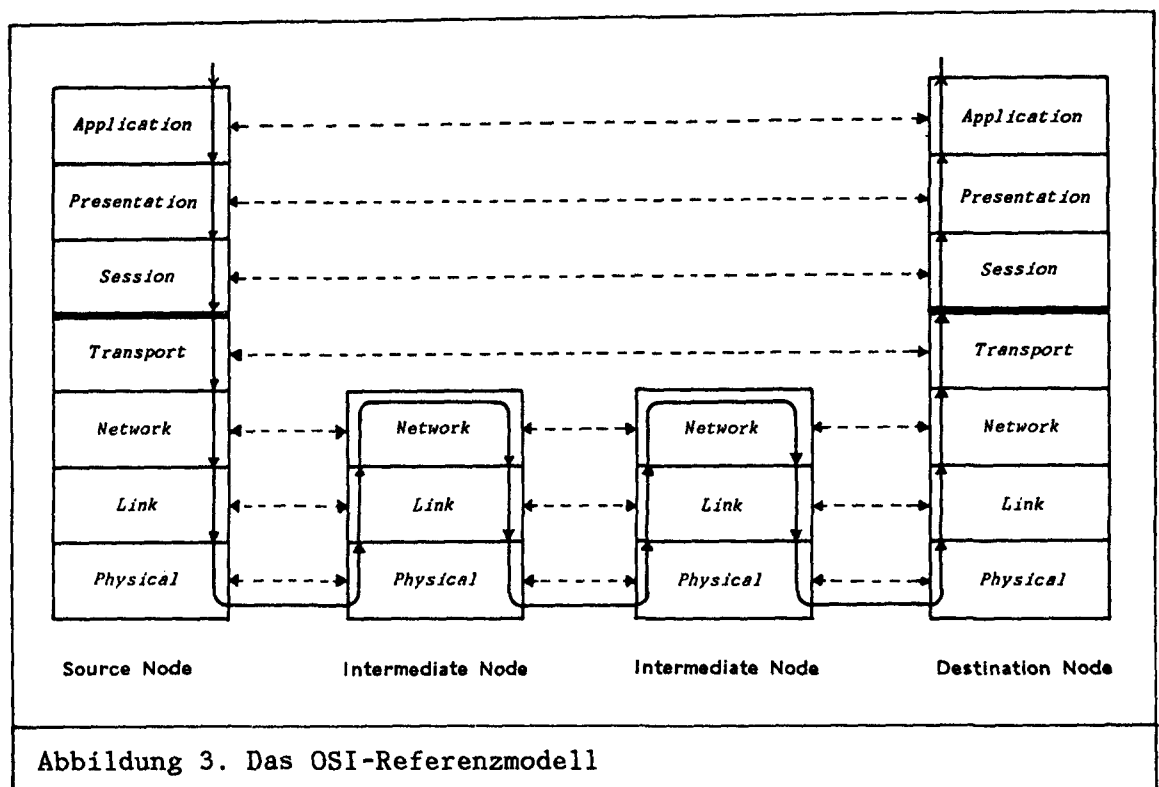 Application Application
Presentation Presentation
Session Session
Transport Transport
Network Network Network Network
Link Link Link Link
Physical Physical Physical Physical
Source Node Intermediate Node Intermediate Node Destination Node
Abbildung 3. Das OSI-Referenzmodell